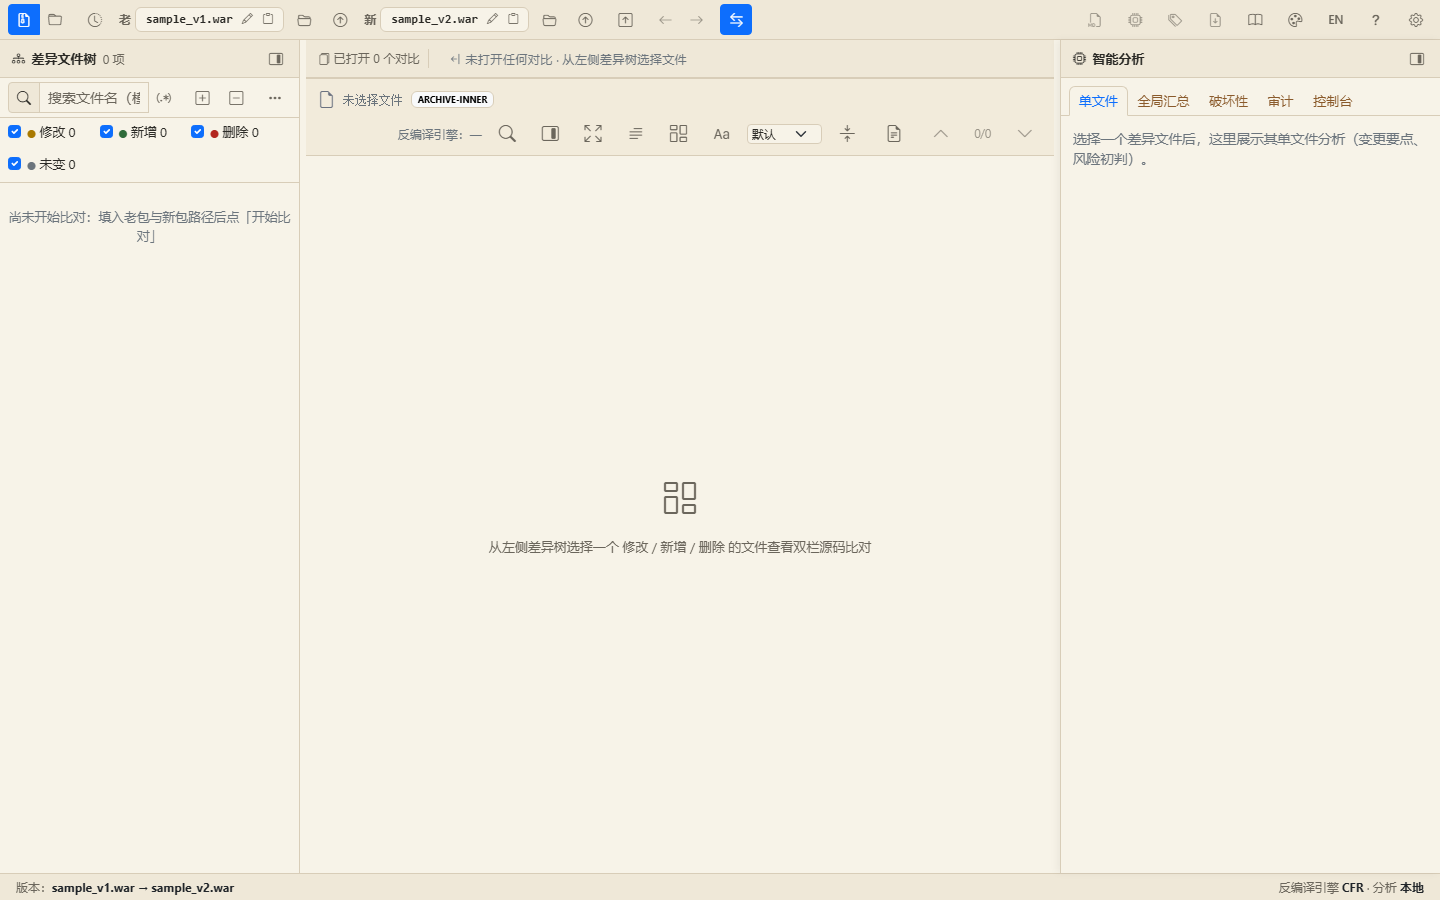 老 sample_v1.war 新 sample_v2.war EN ?
差异文件树 0 项
搜索文件名 (.*)
修改 0 新增 0 删除 0
未变 0
尚未开始比对：填入老包与新包路径后点「开始比
对」
已打开 0 个对比 未打开任何对比 · 从左侧差异树选择文件
未选择文件 ARCHIVE-INNER
反编译引擎：— Aa 默认 0/0
从左侧差异树选择一个 修改 / 新增 / 删除 的文件查看双栏源码比对
智能分析
单文件 全局汇总 破坏性 审计 控制台
选择一个差异文件后，这里展示其单文件分析（变更要点、
风险初判）。
版本：sample_v1.war → sample_v2.war
反编译引擎 CFR · 分析 本地